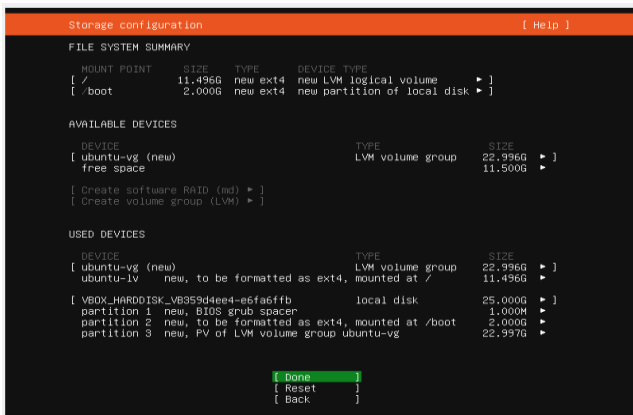 Storage configuration [ Help ]
FILE SYSTEM SUMMARY
MOUNT POINT SIZE TYPE DEVICE TYPE
[ / 11.496G new ext4 new LVM logical volume ▸ ]
[ /boot 2.000G new ext4 new partition of local disk ▸ ]
AVAILABLE DEVICES
DEVICE TYPE SIZE
[ ubuntu-vg (new) LVM volume group 22.996G ▸ ]
free space 11.500G ▸
[ Create software RAID (md) ▸ ]
[ Create volume group (LVM) ▸ ]
USED DEVICES
DEVICE TYPE SIZE
[ ubuntu-vg (new) LVM volume group 22.996G ▸ ]
ubuntu-lv new, to be formatted as ext4, mounted at / 11.496G ▸
[ VBOX_HARDDISK_VB359d4ee4-e6fa6ffb local disk 25.000G ▸ ]
partition 1 new, BIOS grub spacer 1.000M ▸
partition 2 new, to be formatted as ext4, mounted at /boot 2.000G ▸
partition 3 new, PV of LVM volume group ubuntu-vg 22.997G ▸
[ Done ]
[ Reset ]
[ Back ]